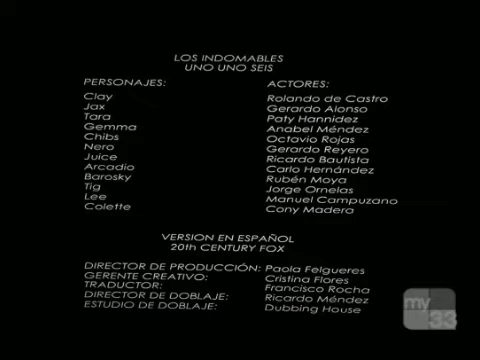 LOS INDOMABLES
UNO UNO SEIS
PERSONAJES: ACTORES:
Clay Rolando de Castro
Jax Gerardo Alonso
Tara Paty Hannidez
Gemma Anabel Méndez
Chibs Octavio Rojas
Nero Gerardo Reyero
Juice Ricardo Bautista
Arcadio Carlo Hernández
Barosky Rubén Moya
Tig Jorge Ornelas
Lee Manuel Campuzano
Colette Cony Madera
VERSION EN ESPAÑOL
20th CENTURY FOX
DIRECTOR DE PRODUCCIÓN: Paola Felgueres
GERENTE CREATIVO: Cristina Flores
TRADUCTOR: Francisco Rocha
DIRECTOR DE DOBLAJE: Ricardo Méndez
ESTUDIO DE DOBLAJE: Dubbing House
my
33